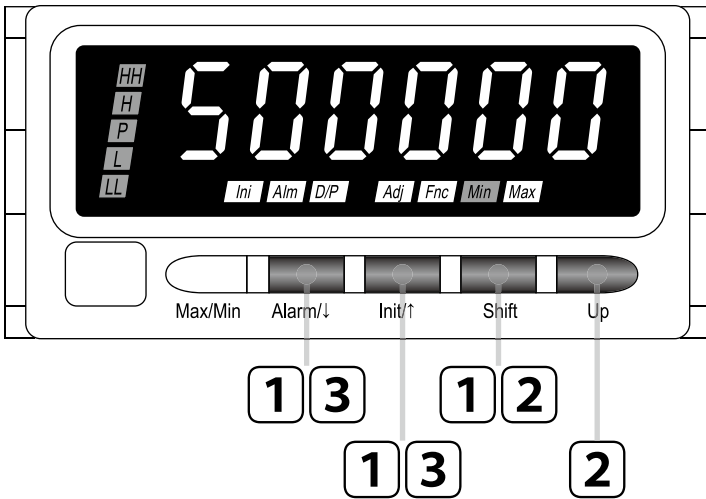 HH
H
P
L
LL
500000
Ini Alm D/P Adj Fnc Min Max
Max/Min Alarm/↓ Init/↑ Shift Up
1 3 1 2
1 3 2